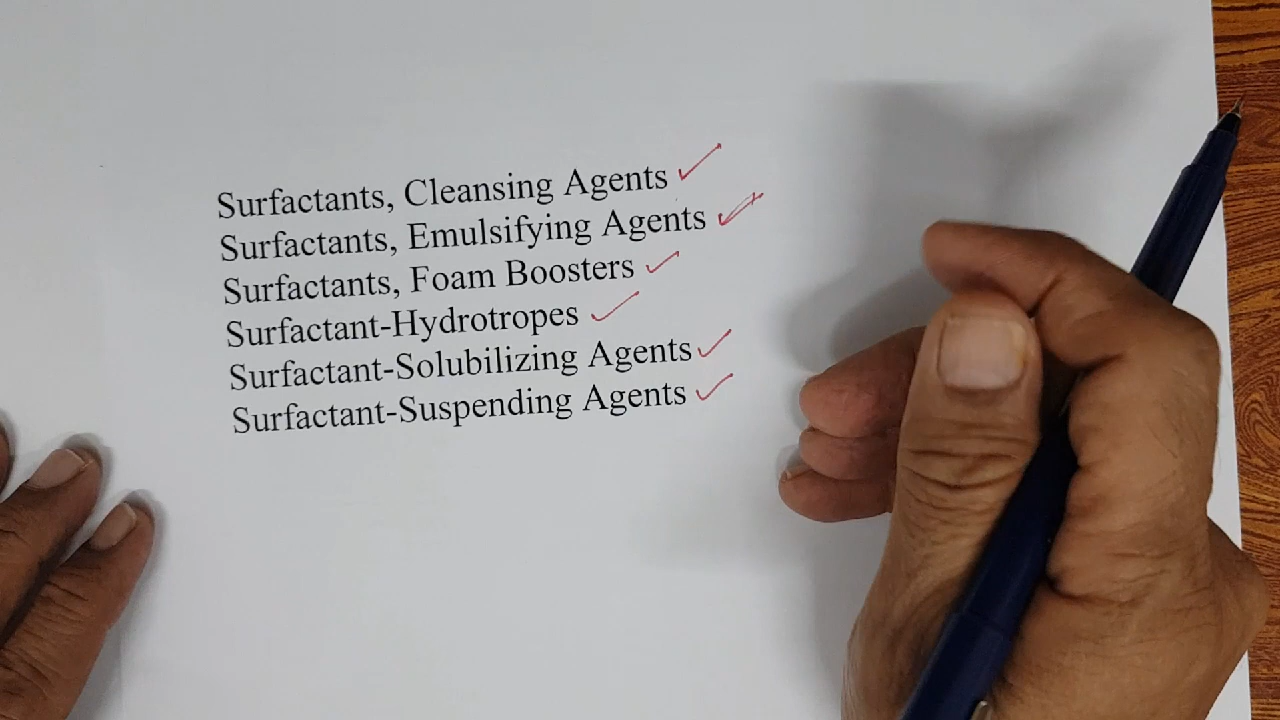 Surfactants, Cleansing Agents
Surfactants, Emulsifying Agents
Surfactants, Foam Boosters
Surfactant-Hydrotropes
Surfactant-Solubilizing Agents
Surfactant-Suspending Agents